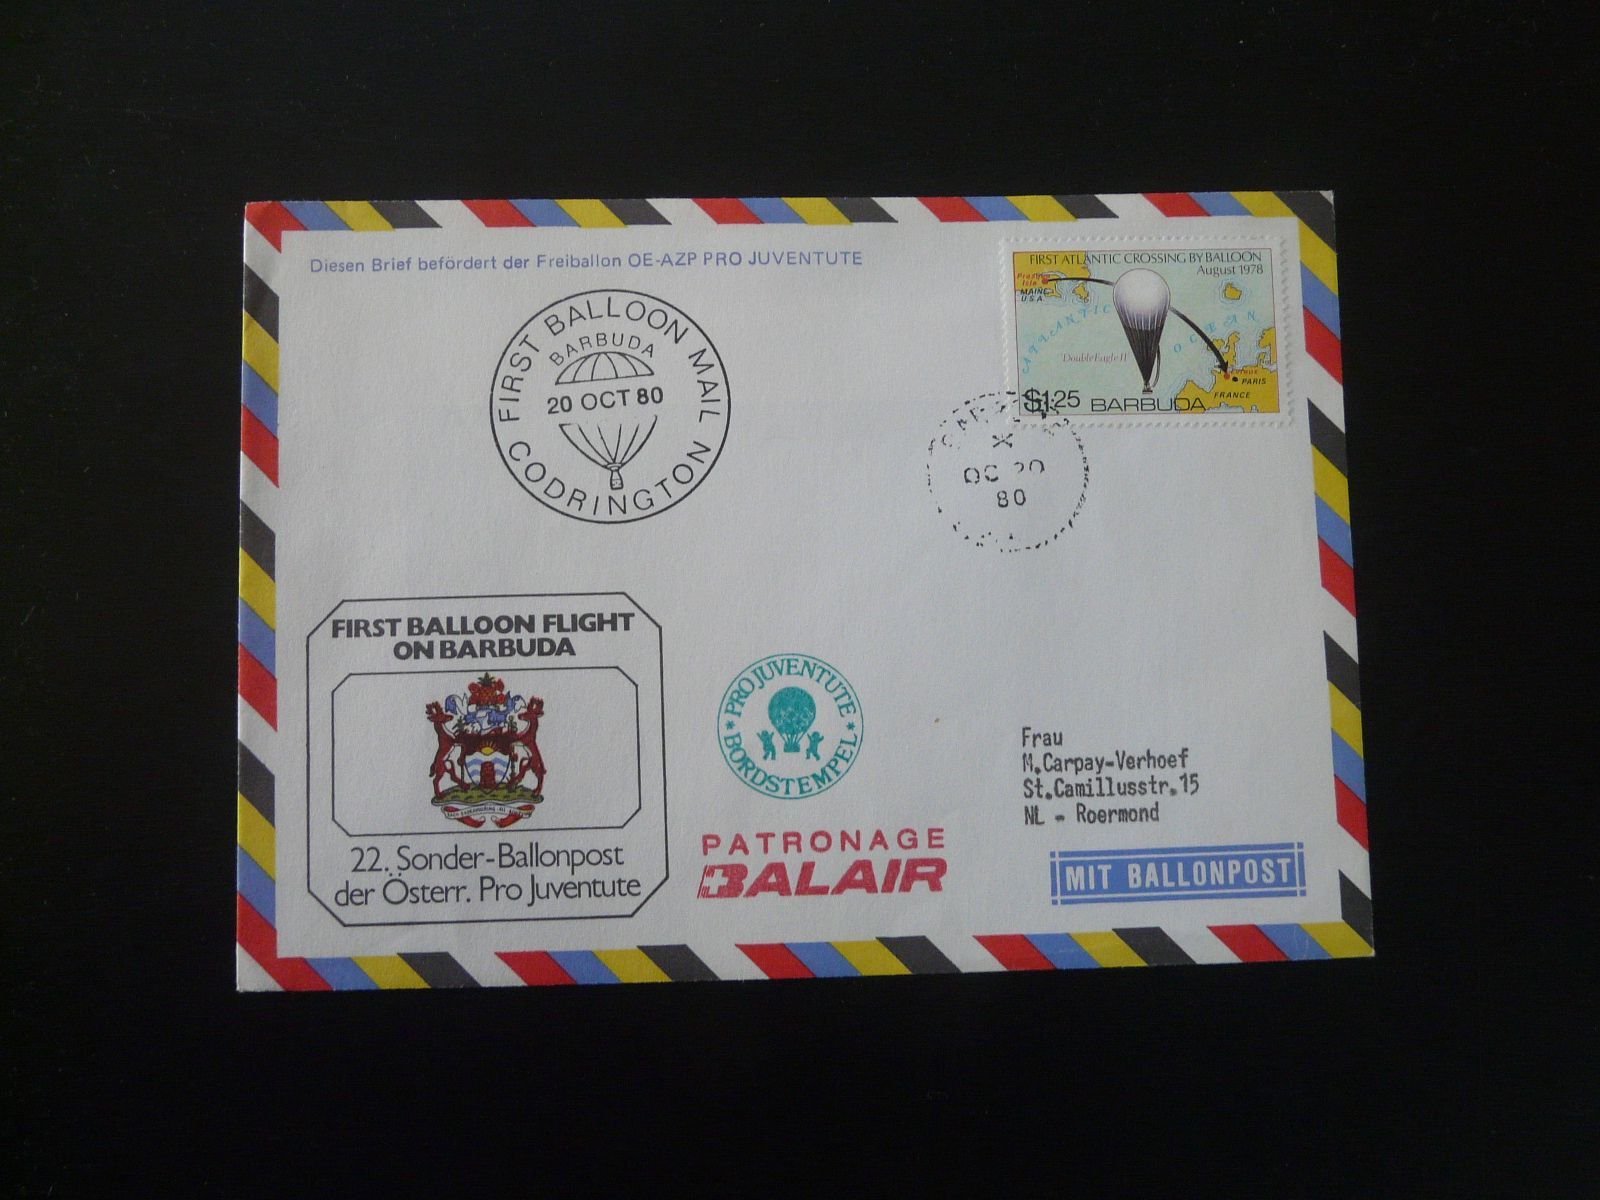 Diesen Brief befördert der Freiballon OE-AZP PRO JUVENTUTE
FIRST BALLOON MAIL
BARBUDA
20 OCT 80
CODRINGTON
FIRST ATLANTIC CROSSING BY BALLOON
August 1978
Presque
Isle
MAINE
U S A
ATLANTIC
OCEAN
'Double Eagle II'
Evreux
PARIS
FRANCE
$1.25 BARBUDA
OC 20
80
FIRST BALLOON FLIGHT
ON BARBUDA
22. Sonder-Ballonpost
der Österr. Pro Juventute
PRO JUVENTUTE
* BORDSTEMPEL *
PATRONAGE
BALAIR
Frau
M.Carpay-Verhoef
St.Camillusstr.15
NL - Roermond
MIT BALLONPOST